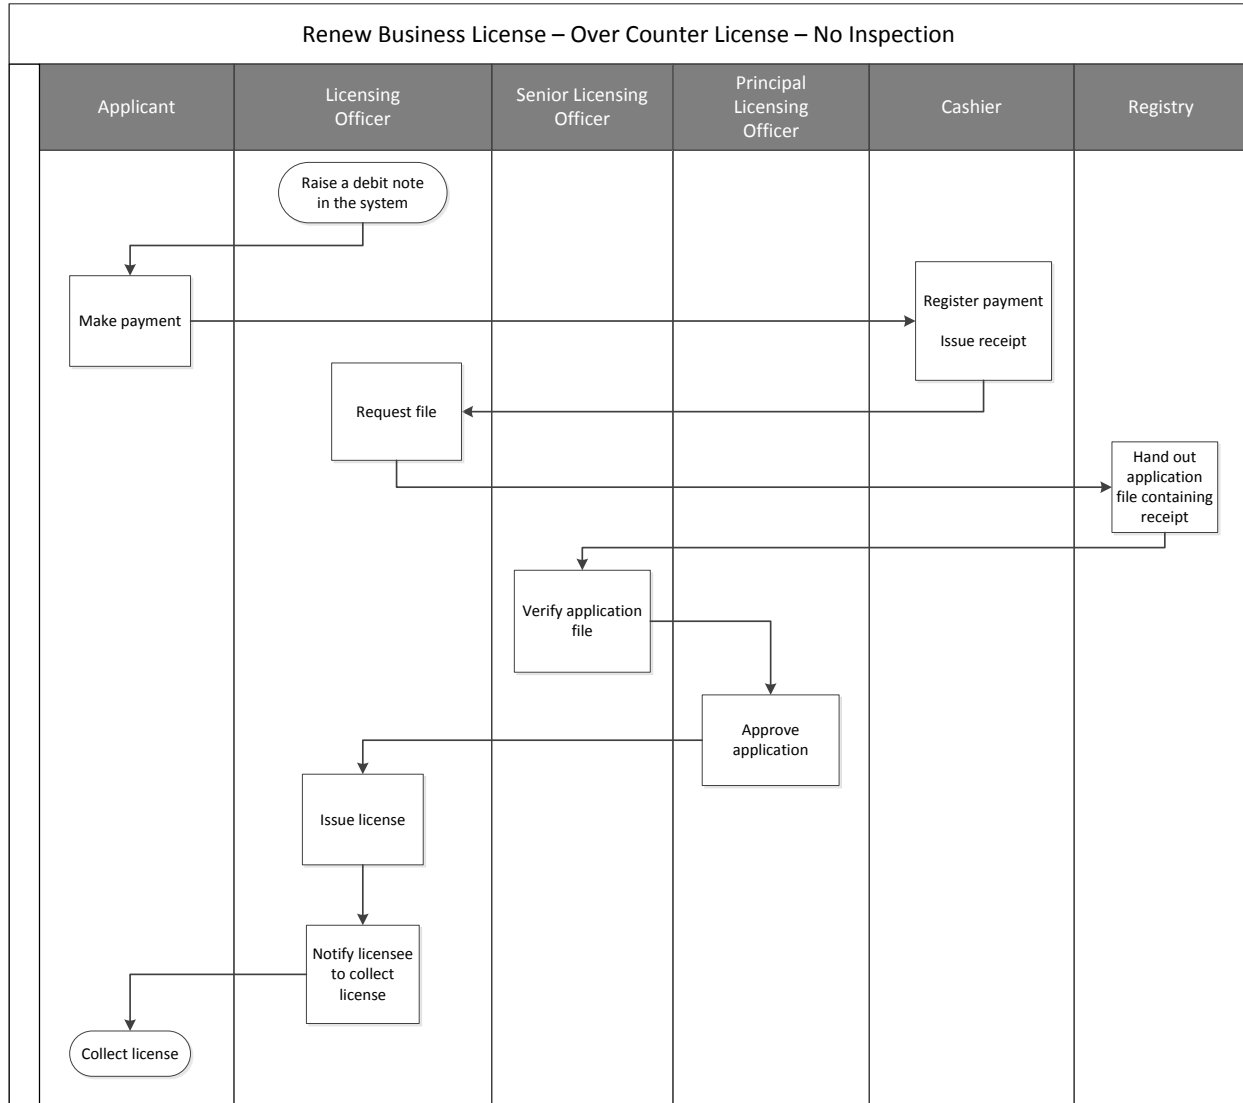 Renew Business License – Over Counter License – No Inspection
Applicant
Licensing
Officer
Senior Licensing
Officer
Principal
Licensing
Officer
Cashier
Registry
Raise a debit note
in the system
Make payment
Register payment
Issue receipt
Request file
Hand out
application
file containing
receipt
Verify application
file
Approve
application
Issue license
Notify licensee
to collect
license
Collect license